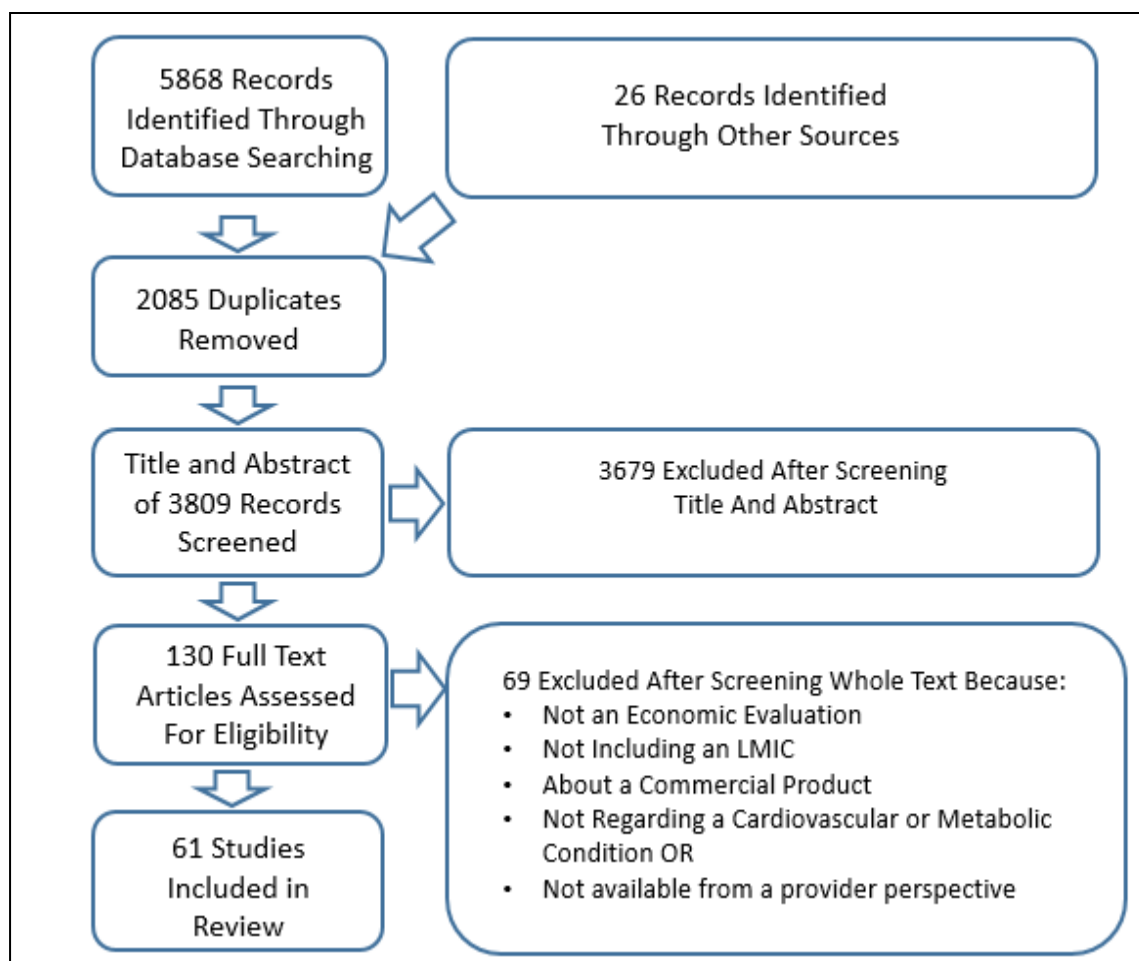 5868 Records
Identified Through
Database Searching
26 Records Identified
Through Other Sources
2085 Duplicates
Removed
Title and Abstract
of 3809 Records
Screened
3679 Excluded After Screening
Title And Abstract
130 Full Text
Articles Assessed
For Eligibility
69 Excluded After Screening Whole Text Because:
• Not an Economic Evaluation
• Not Including an LMIC
• About a Commercial Product
• Not Regarding a Cardiovascular or Metabolic
Condition OR
• Not available from a provider perspective
61 Studies
Included in
Review